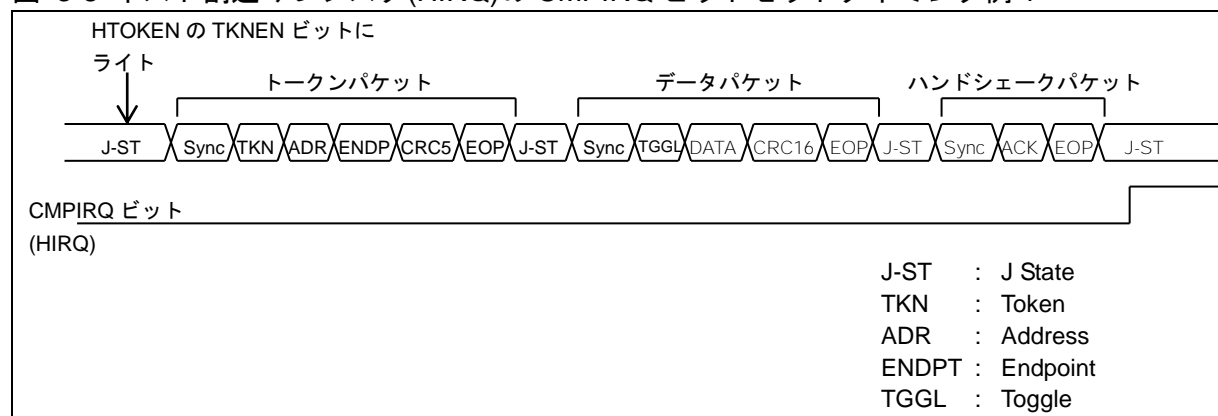 HTOKEN の TKNEN ビットに
ライト
トークンパケット データパケット ハンドシェークパケット
J-ST Sync TKN ADR ENDP CRC5 EOP J-ST Sync TGGL DATA CRC16 EOP J-ST Sync ACK EOP J-ST
CMPIRQ ビット
(HIRQ)
J-ST : J State
TKN : Token
ADR : Address
ENDPT : Endpoint
TGGL : Toggle